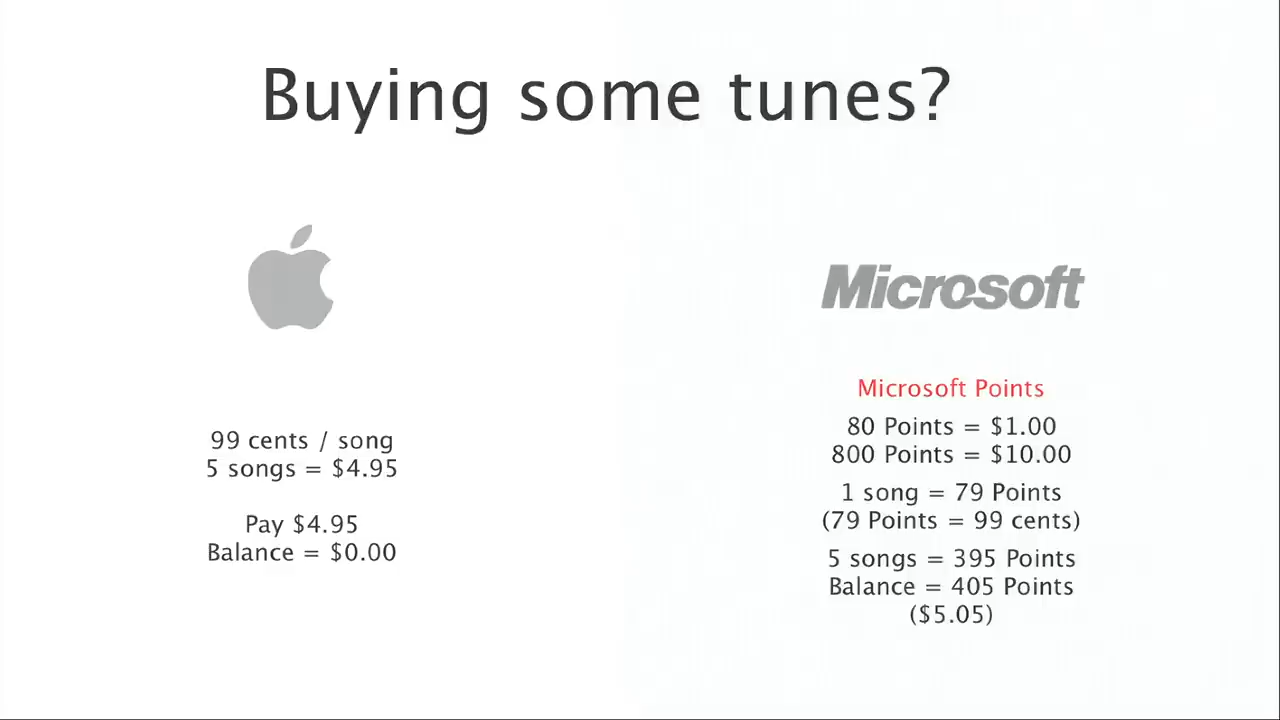 Buying some tunes?
99 cents / song
5 songs = $4.95
Pay $4.95
Balance = $0.00
Microsoft
Microsoft Points
80 Points = $1.00
800 Points = $10.00
1 song = 79 Points
(79 Points = 99 cents)
5 songs = 395 Points
Balance = 405 Points
($5.05)